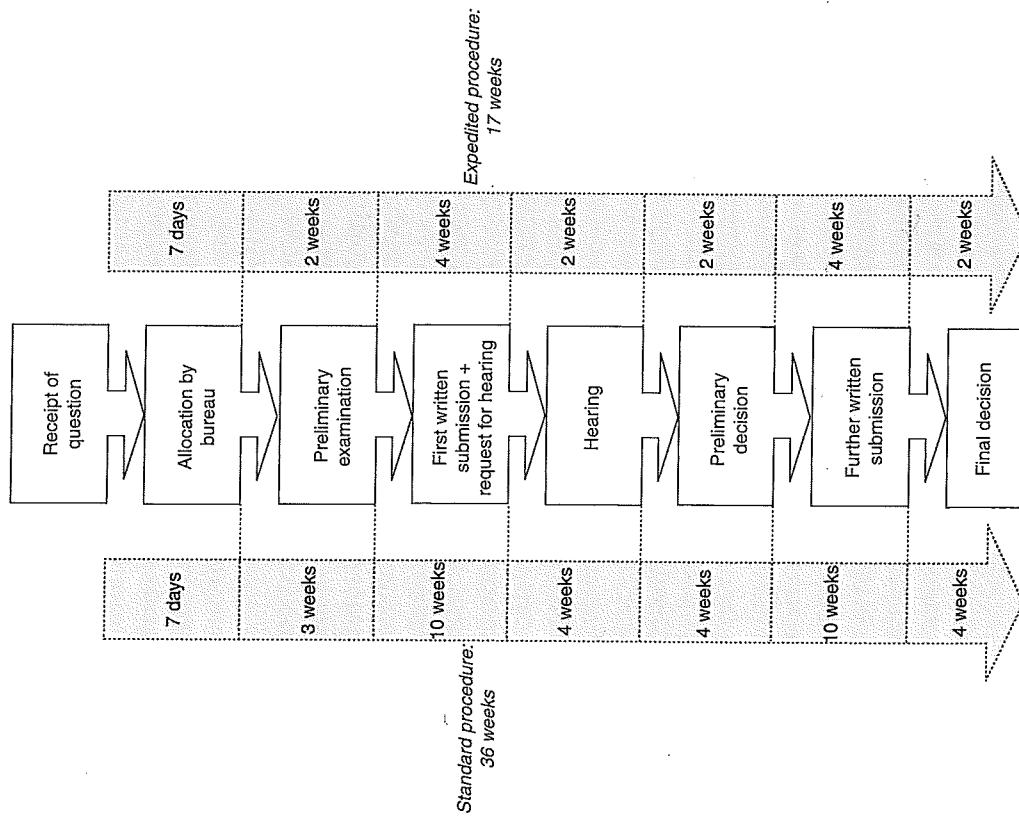 Receipt of
question
Allocation by
bureau
Preliminary
examination
First written
submission +
request for hearing
Hearing
Preliminary
decision
Further written
submission
Final decision
Standard procedure:
36 weeks
7 days
3 weeks
10 weeks
4 weeks
4 weeks
10 weeks
4 weeks
Expedited procedure:
17 weeks
7 days
2 weeks
4 weeks
2 weeks
2 weeks
4 weeks
2 weeks